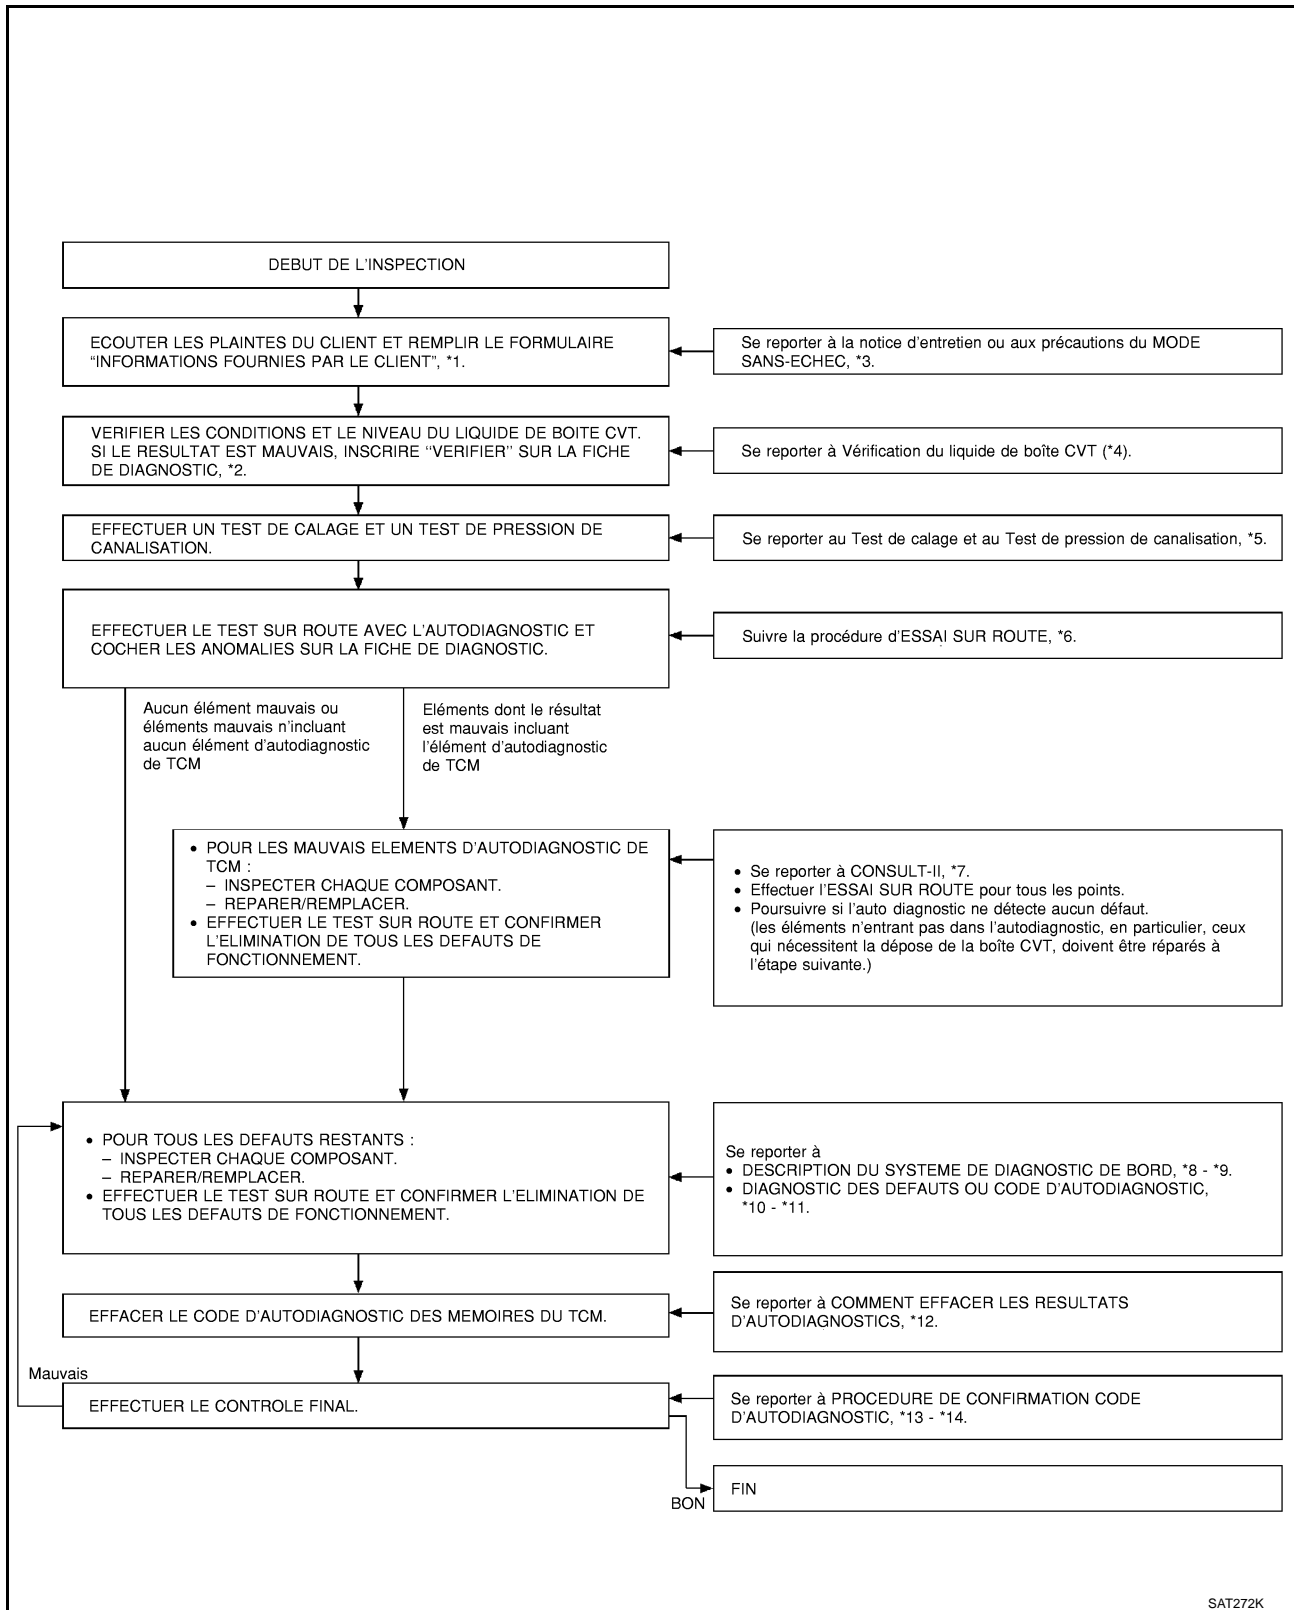 DEBUT DE L'INSPECTION
ECOUTER LES PLAINTES DU CLIENT ET REMPLIR LE FORMULAIRE
“INFORMATIONS FOURNIES PAR LE CLIENT”, *1.
Se reporter à la notice d'entretien ou aux précautions du MODE
SANS-ECHEC, *3.
VERIFIER LES CONDITIONS ET LE NIVEAU DU LIQUIDE DE BOITE CVT.
SI LE RESULTAT EST MAUVAIS, INSCRIRE “VERIFIER” SUR LA FICHE
DE DIAGNOSTIC, *2.
Se reporter à Vérification du liquide de boîte CVT (*4).
EFFECTUER UN TEST DE CALAGE ET UN TEST DE PRESSION DE
CANALISATION.
Se reporter au Test de calage et au Test de pression de canalisation, *5.
EFFECTUER LE TEST SUR ROUTE AVEC L'AUTODIAGNOSTIC ET
COCHER LES ANOMALIES SUR LA FICHE DE DIAGNOSTIC.
Suivre la procédure d'ESSAI SUR ROUTE, *6.
Aucun élément mauvais ou
éléments mauvais n'incluant
aucun élément d'autodiagnostic
de TCM
Eléments dont le résultat
est mauvais incluant
l'élément d'autodiagnostic
de TCM
• POUR LES MAUVAIS ELEMENTS D'AUTODIAGNOSTIC DE
TCM :
– INSPECTER CHAQUE COMPOSANT.
– REPARER/REMPLACER.
• EFFECTUER LE TEST SUR ROUTE ET CONFIRMER
L'ELIMINATION DE TOUS LES DEFAUTS DE
FONCTIONNEMENT.
• Se reporter à CONSULT-II, *7.
• Effectuer l'ESSAI SUR ROUTE pour tous les points.
• Poursuivre si l'auto diagnostic ne détecte aucun défaut.
(les éléments n'entrant pas dans l'autodiagnostic, en particulier, ceux
qui nécessitent la dépose de la boîte CVT, doivent être réparés à
l'étape suivante.)
• POUR TOUS LES DEFAUTS RESTANTS :
– INSPECTER CHAQUE COMPOSANT.
– REPARER/REMPLACER.
• EFFECTUER LE TEST SUR ROUTE ET CONFIRMER L'ELIMINATION DE
TOUS LES DEFAUTS DE FONCTIONNEMENT.
Se reporter à
• DESCRIPTION DU SYSTEME DE DIAGNOSTIC DE BORD, *8 - *9.
• DIAGNOSTIC DES DEFAUTS OU CODE D'AUTODIAGNOSTIC,
*10 - *11.
EFFACER LE CODE D'AUTODIAGNOSTIC DES MEMOIRES DU TCM.
Se reporter à COMMENT EFFACER LES RESULTATS
D'AUTODIAGNOSTICS, *12.
Mauvais
EFFECTUER LE CONTROLE FINAL.
Se reporter à PROCEDURE DE CONFIRMATION CODE
D'AUTODIAGNOSTIC, *13 - *14.
BON
FIN
SAT272K